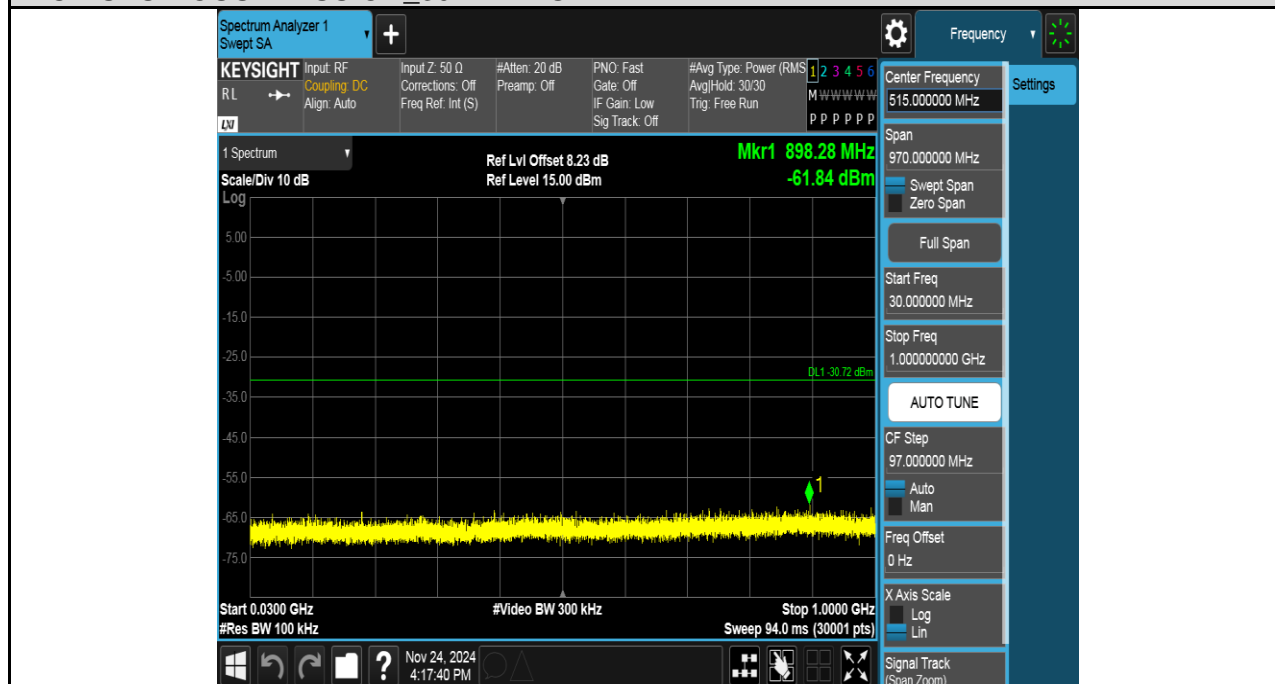 Spectrum Analyzer 1
Swept SA
+
Frequency
KEYSIGHT
RL
LXI
Input: RF
Coupling: DC
Align: Auto
Input Z: 50 Ω
Corrections: Off
Freq Ref: Int (S)
#Atten: 20 dB
Preamp: Off
PNO: Fast
Gate: Off
IF Gain: Low
Sig Track: Off
#Avg Type: Power (RMS
Avg|Hold: 30/30
Trig: Free Run
1 2 3 4 5 6
M W W W W W
P P P P P P
Center Frequency
515.000000 MHz
Settings
Span
970.000000 MHz
Swept Span
Zero Span
Full Span
Start Freq
30.000000 MHz
Stop Freq
1.000000000 GHz
AUTO TUNE
CF Step
97.000000 MHz
Auto
Man
Freq Offset
0 Hz
X Axis Scale
Log
Lin
Signal Track
(Span Zoom)
1 Spectrum
Scale/Div 10 dB
Ref Lvl Offset 8.23 dB
Ref Level 15.00 dBm
Mkr1 898.28 MHz
-61.84 dBm
Log
5.00
-5.00
-15.0
-25.0
DL1 -30.72 dBm
-35.0
-45.0
-55.0
1
-65.0
-75.0
Start 0.0300 GHz
#Res BW 100 kHz
#Video BW 300 kHz
Stop 1.0000 GHz
Sweep 94.0 ms (30001 pts)
?
Nov 24, 2024
4:17:40 PM